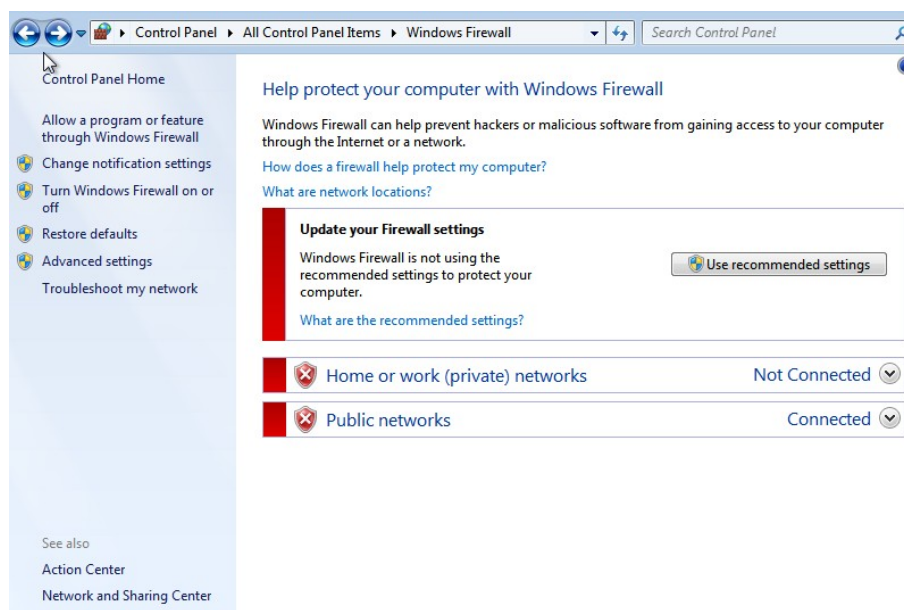 Control Panel All Control Panel Items Windows Firewall Search Control Panel
Control Panel Home
Allow a program or feature
through Windows Firewall
Change notification settings
Turn Windows Firewall on or
off
Restore defaults
Advanced settings
Troubleshoot my network
Help protect your computer with Windows Firewall
Windows Firewall can help prevent hackers or malicious software from gaining access to your computer
through the Internet or a network.
How does a firewall help protect my computer?
What are network locations?
Update your Firewall settings
Windows Firewall is not using the
recommended settings to protect your
computer.
Use recommended settings
What are the recommended settings?
Home or work (private) networks Not Connected
Public networks Connected
See also
Action Center
Network and Sharing Center